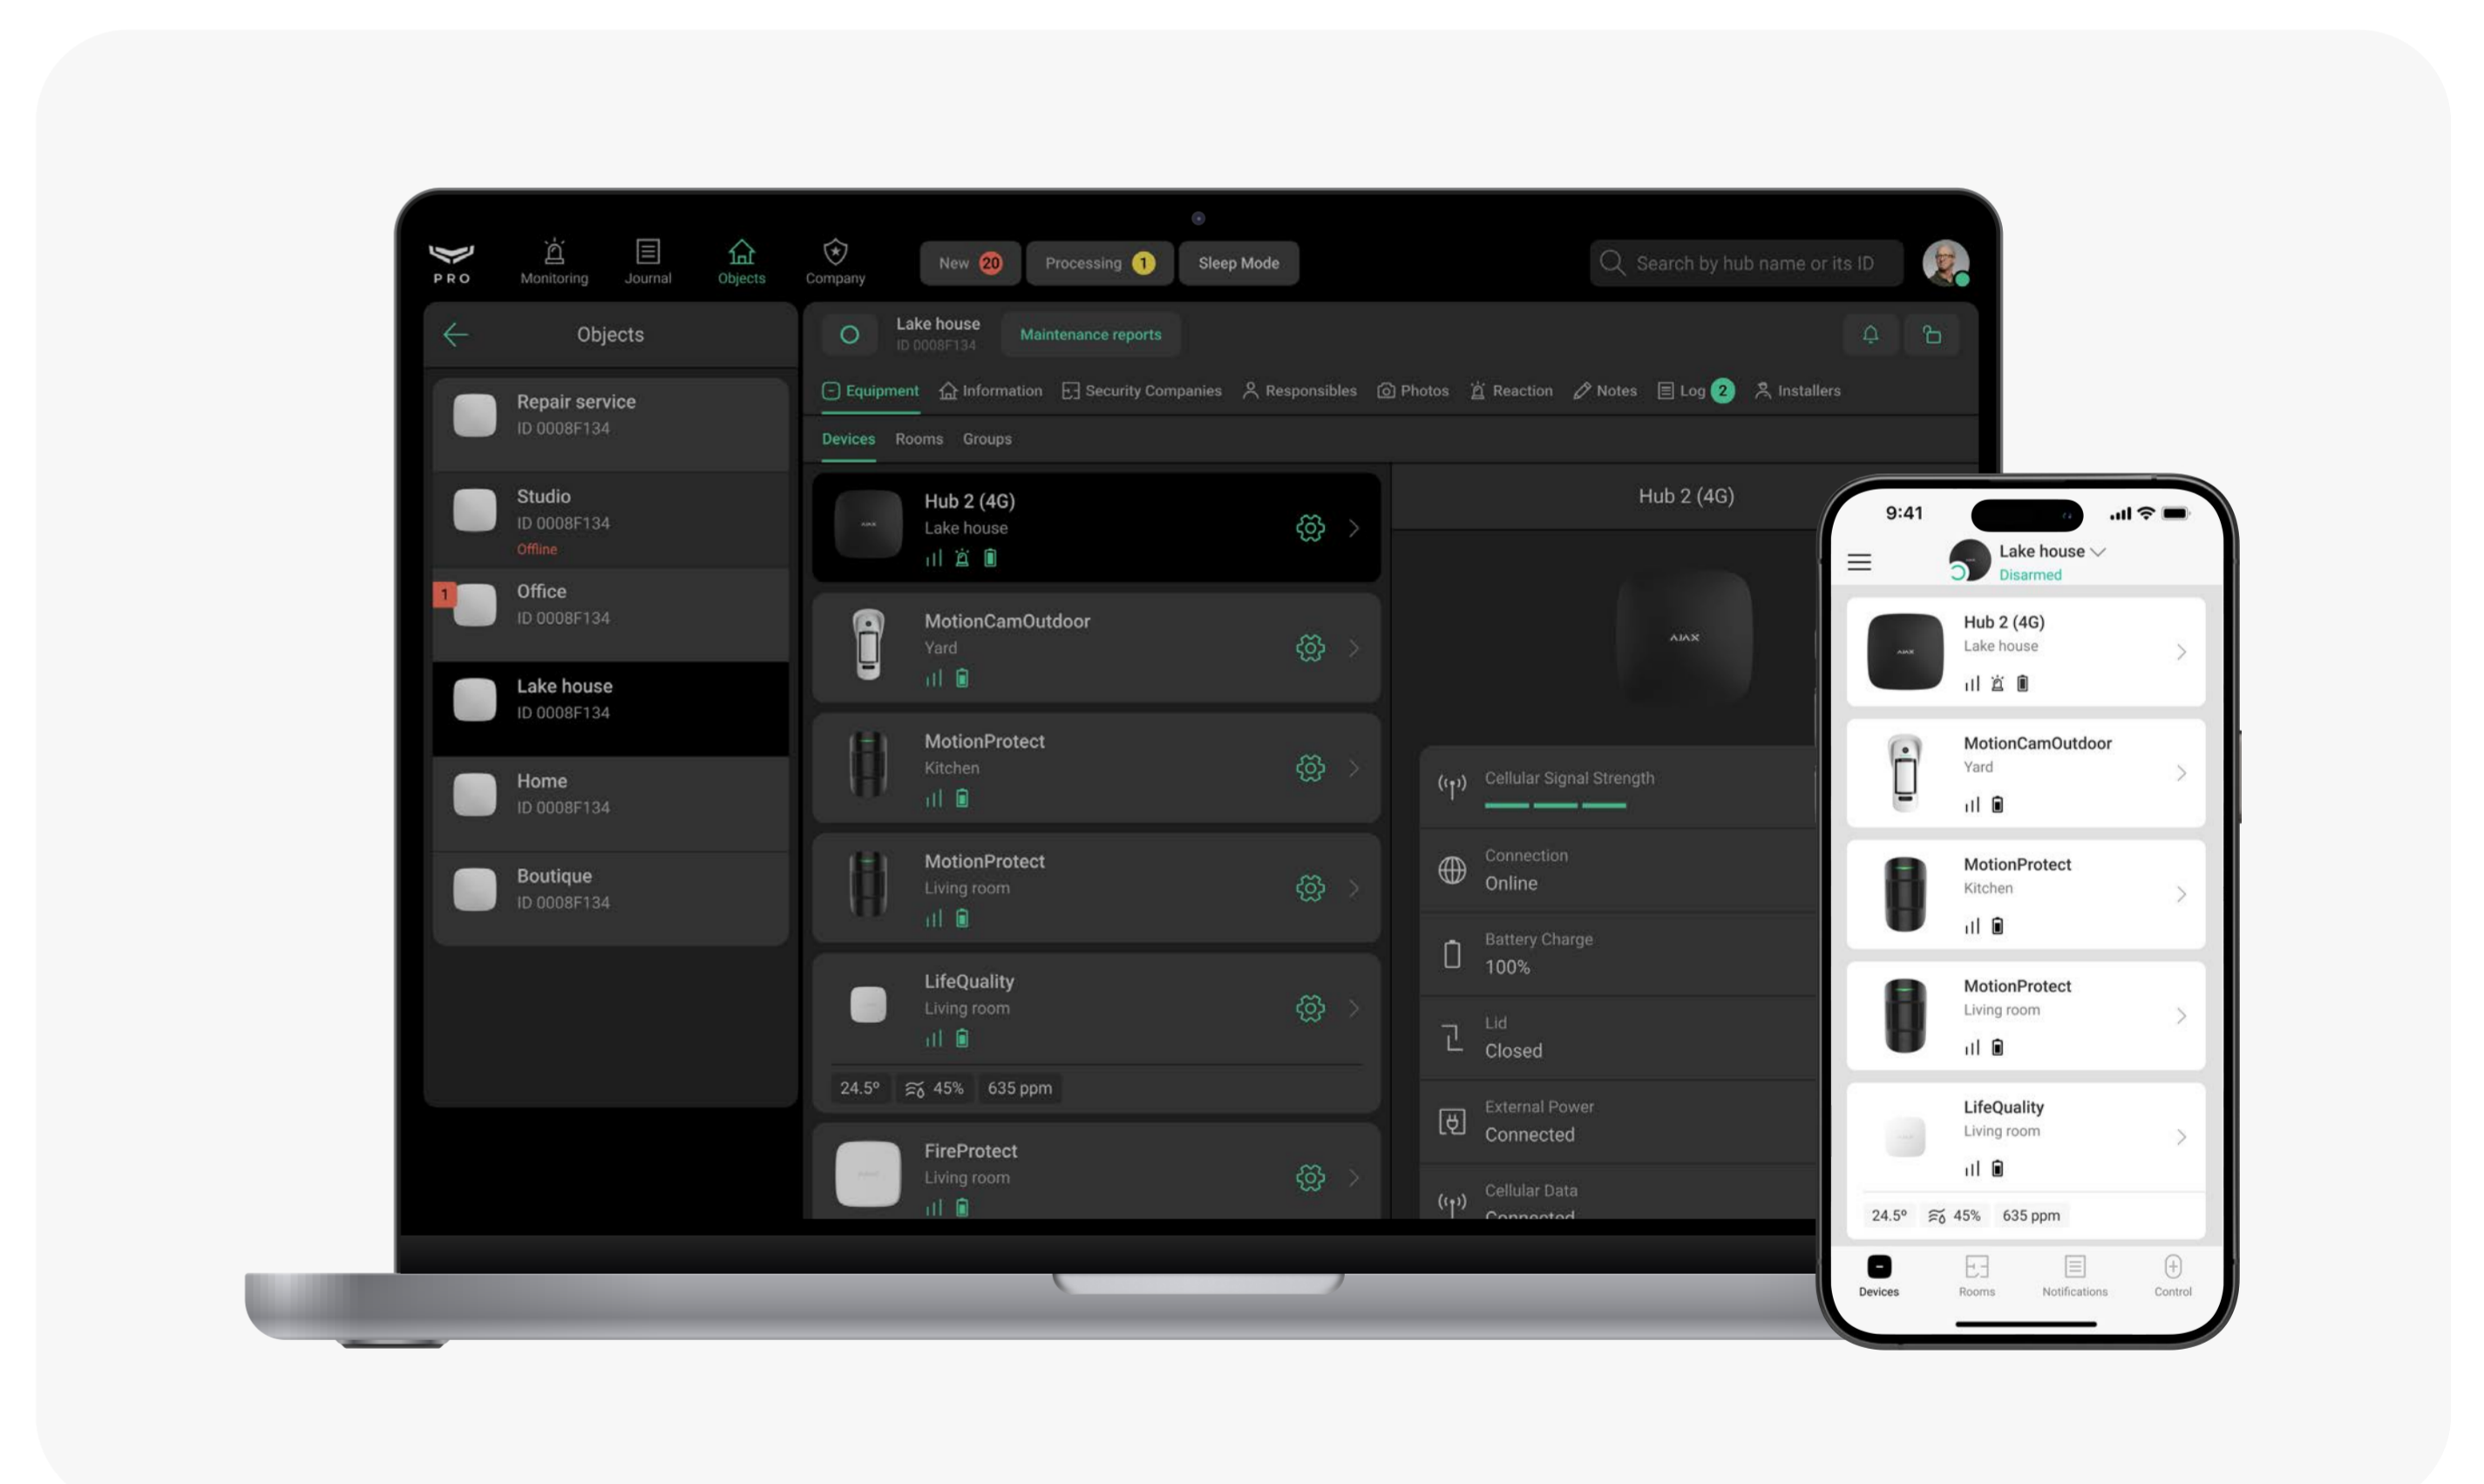 PRO
Monitoring
Journal
Objects
Company
New 20
Processing 1
Sleep Mode
Search by hub name or its ID
Objects
Repair service
ID 0008F134
Studio
ID 0008F134
Offline
1
Office
ID 0008F134
Lake house
ID 0008F134
Home
ID 0008F134
Boutique
ID 0008F134
Lake house
ID 0008F134
Maintenance reports
Equipment
Information
Security Companies
Responsibles
Photos
Reaction
Notes
Log 2
Installers
Devices
Rooms
Groups
AJAX
Hub 2 (4G)
Lake house
MotionCamOutdoor
Yard
MotionProtect
Kitchen
MotionProtect
Living room
LifeQuality
Living room
24.5º
45%
635 ppm
FireProtect
Living room
Hub 2 (4G)
AJAX
Cellular Signal Strength
Connection
Online
Battery Charge
100%
Lid
Closed
External Power
Connected
Cellular Data
Connected
9:41
Lake house
Disarmed
AJAX
Hub 2 (4G)
Lake house
MotionCamOutdoor
Yard
MotionProtect
Kitchen
MotionProtect
Living room
LifeQuality
Living room
24.5º
45%
635 ppm
Devices
Rooms
Notifications
Control